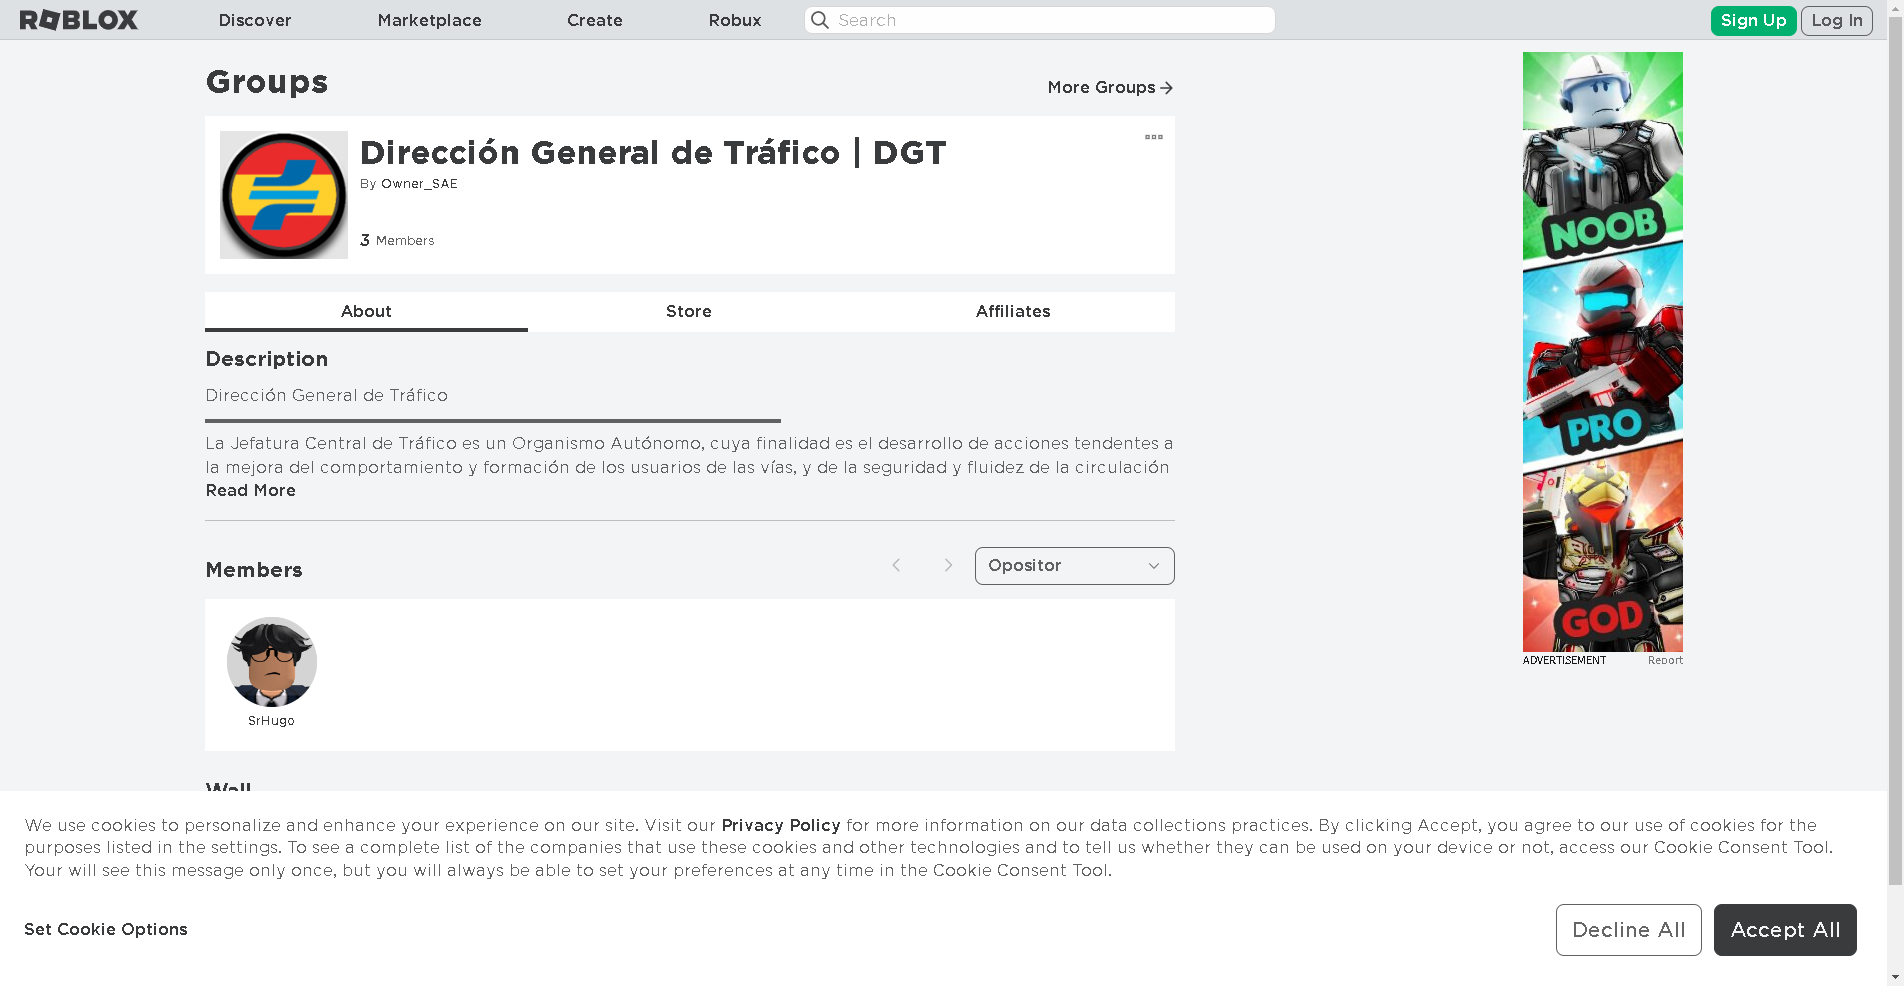 ROBLOX Discover Marketplace Create Robux Search Sign Up Log In
Groups
More Groups
Dirección General de Tráfico | DGT
By Owner_SAE
3 Members
About Store Affiliates
Description
Dirección General de Tráfico
La Jefatura Central de Tráfico es un Organismo Autónomo, cuya finalidad es el desarrollo de acciones tendentes a
la mejora del comportamiento y formación de los usuarios de las vías, y de la seguridad y fluidez de la circulación
Read More
Members
Opositor
SrHugo
Wall
NOOB
PRO
GOD
ADVERTISEMENT Report
We use cookies to personalize and enhance your experience on our site. Visit our Privacy Policy for more information on our data collections practices. By clicking Accept, you agree to our use of cookies for the
purposes listed in the settings. To see a complete list of the companies that use these cookies and other technologies and to tell us whether they can be used on your device or not, access our Cookie Consent Tool.
Your will see this message only once, but you will always be able to set your preferences at any time in the Cookie Consent Tool.
Set Cookie Options
Decline All Accept All